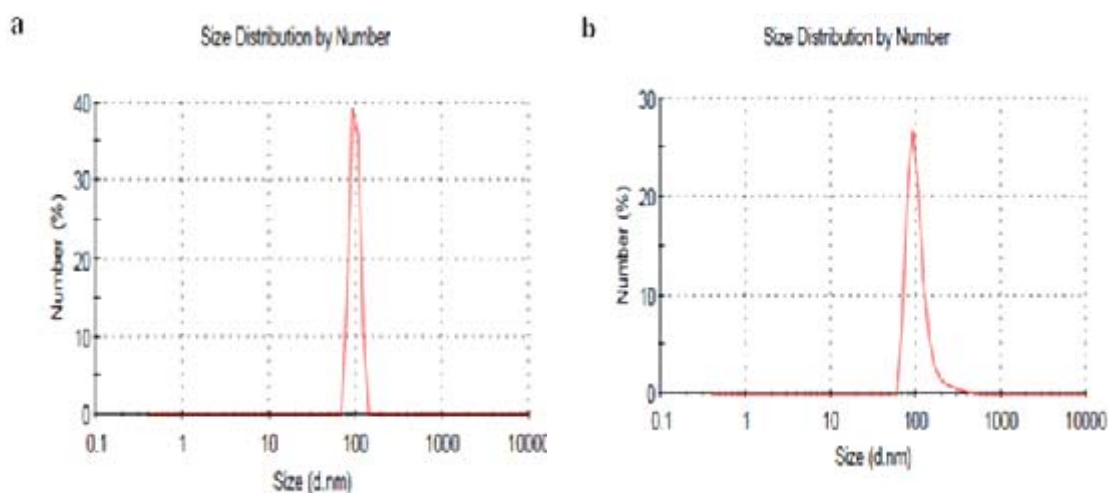 a
Size Distribution by Number
40
30
20
10
0
0.1 1 10 100 1000 10000
Number (%)
Size (d.nm)
b
Size Distribution by Number
30
20
10
0
0.1 1 10 100 1000 10000
Number (%)
Size (d.nm)